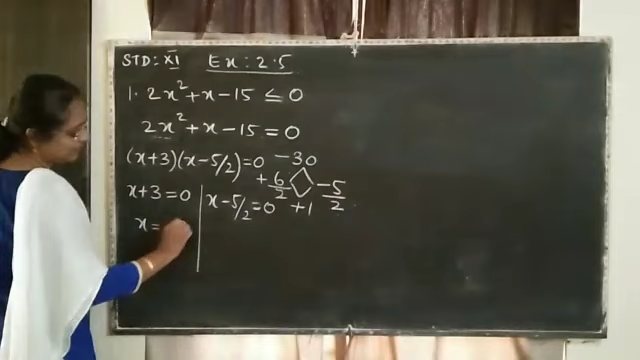 STD: XI Ex: 2.5
1. 2x² + x - 15 ≤ 0
2x² + x - 15 = 0
(x+3)(x-5/2)=0 -30
+6/2 -5/2
x+3=0 x-5/2=0 +1
x=